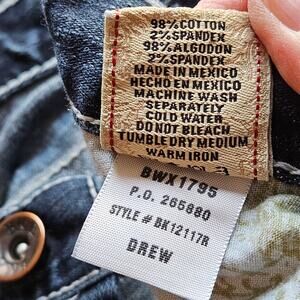 98% COTTON
2% SPANDEX
98% ALGODON
2% SPANDEX
MADE IN MEXICO
HECHO EN MEXICO
MACHINE WASH
SEPARATELY
COLD WATER
DO NOT BLEACH
TUMBLE DRY MEDIUM
WARM IRON
BWX1795
P.O. 265880
STYLE # BK12117R
DREW